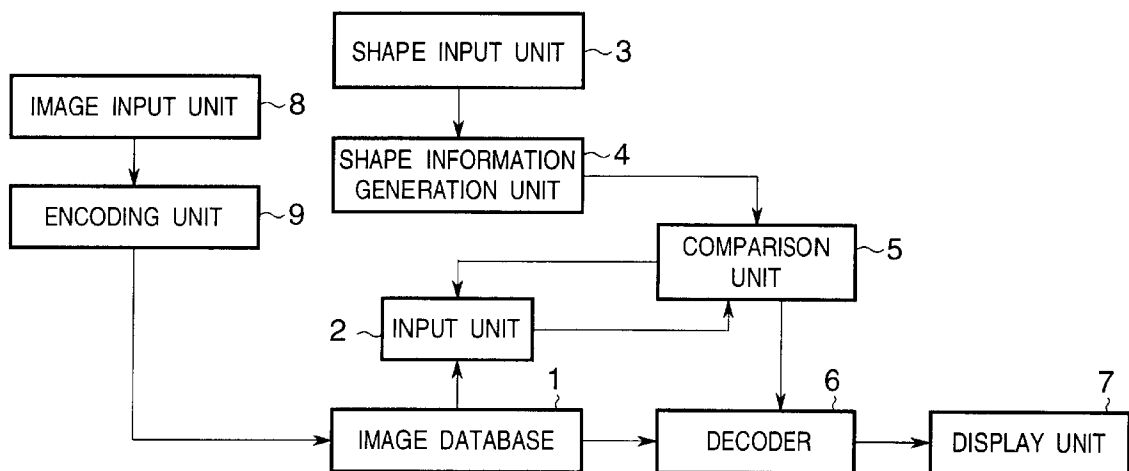 SHAPE INPUT UNIT
3
IMAGE INPUT UNIT
8
SHAPE INFORMATION
GENERATION UNIT
4
ENCODING UNIT
9
COMPARISON
UNIT
5
2
INPUT UNIT
1
IMAGE DATABASE
6
DECODER
7
DISPLAY UNIT